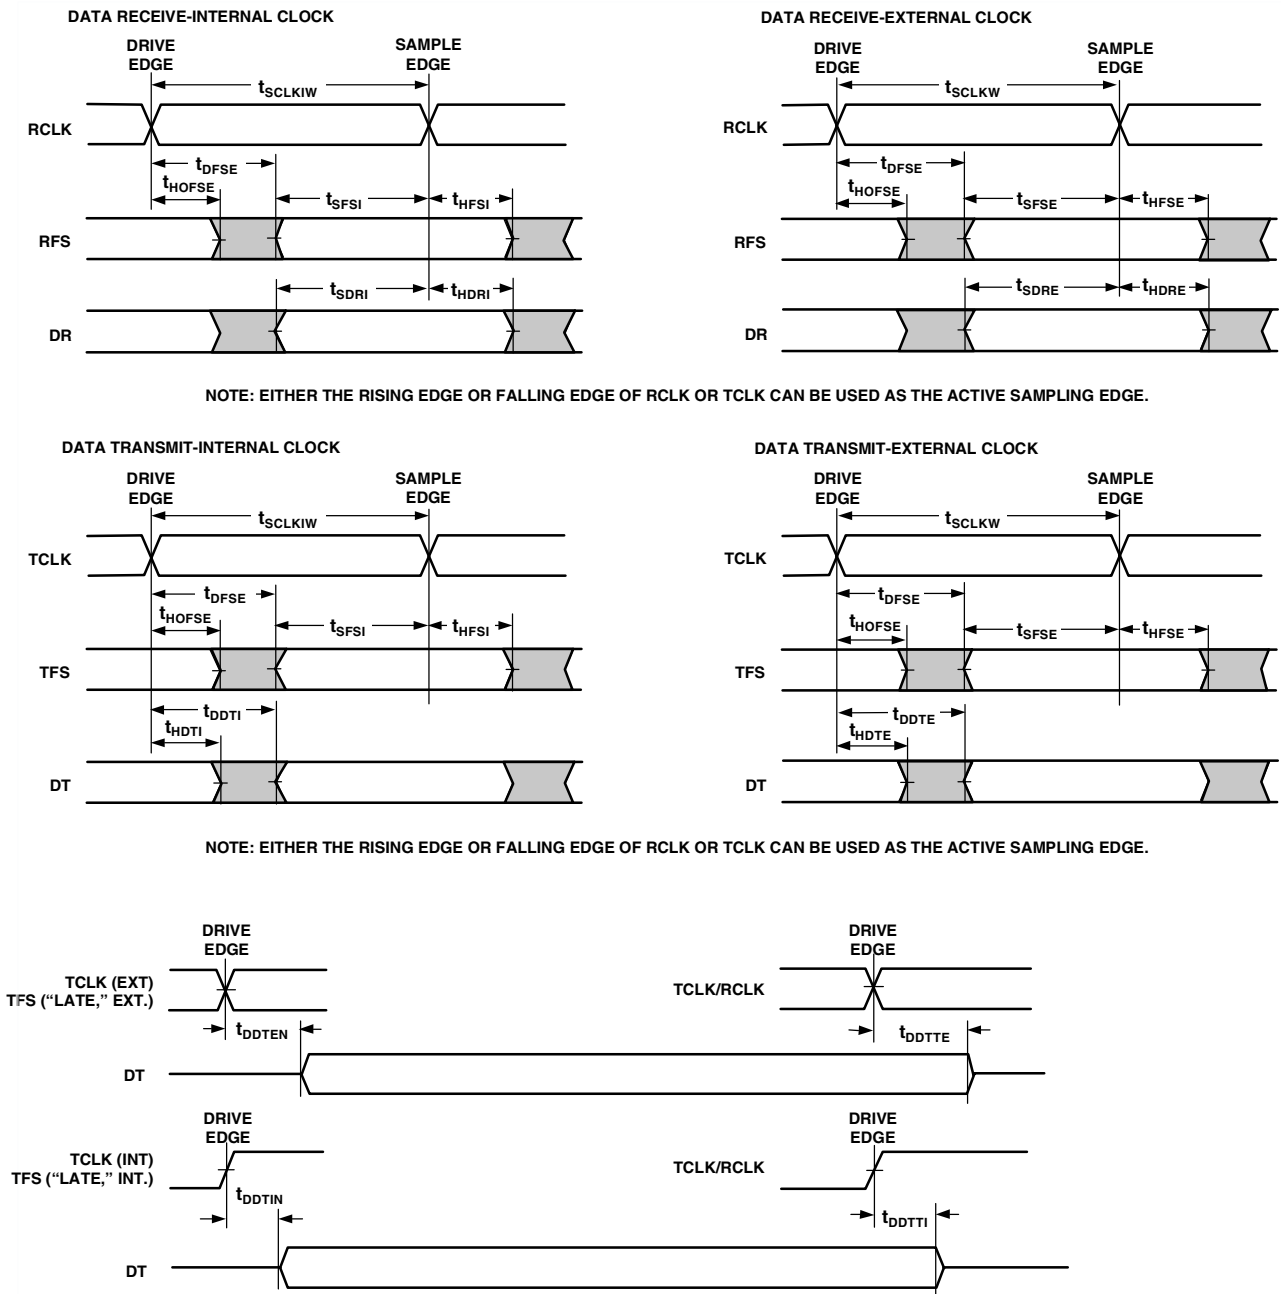 DATA RECEIVE-INTERNAL CLOCK
DRIVE
EDGE
SAMPLE
EDGE
tSCLKIW
RCLK
tDFSE
tHOFSE
tSFSI
tHFSI
RFS
tSDRI
tHDRI
DR
DATA RECEIVE-EXTERNAL CLOCK
DRIVE
EDGE
SAMPLE
EDGE
tSCLKW
RCLK
tDFSE
tHOFSE
tSFSE
tHFSE
RFS
tSDRE
tHDRE
DR
NOTE: EITHER THE RISING EDGE OR FALLING EDGE OF RCLK OR TCLK CAN BE USED AS THE ACTIVE SAMPLING EDGE.
DATA TRANSMIT-INTERNAL CLOCK
DRIVE
EDGE
SAMPLE
EDGE
tSCLKIW
TCLK
tDFSE
tHOFSE
tSFSI
tHFSI
TFS
tDDTI
tHDTI
DT
DATA TRANSMIT-EXTERNAL CLOCK
DRIVE
EDGE
SAMPLE
EDGE
tSCLKW
TCLK
tDFSE
tHOFSE
tSFSE
tHFSE
TFS
tDDTE
tHDTE
DT
NOTE: EITHER THE RISING EDGE OR FALLING EDGE OF RCLK OR TCLK CAN BE USED AS THE ACTIVE SAMPLING EDGE.
DRIVE
EDGE
TCLK (EXT)
TFS (“LATE,” EXT.)
tDDTEN
DRIVE
EDGE
TCLK/RCLK
tDDTTE
DT
DRIVE
EDGE
TCLK (INT)
TFS (“LATE,” INT.)
tDDTIN
DRIVE
EDGE
TCLK/RCLK
tDDTTI
DT